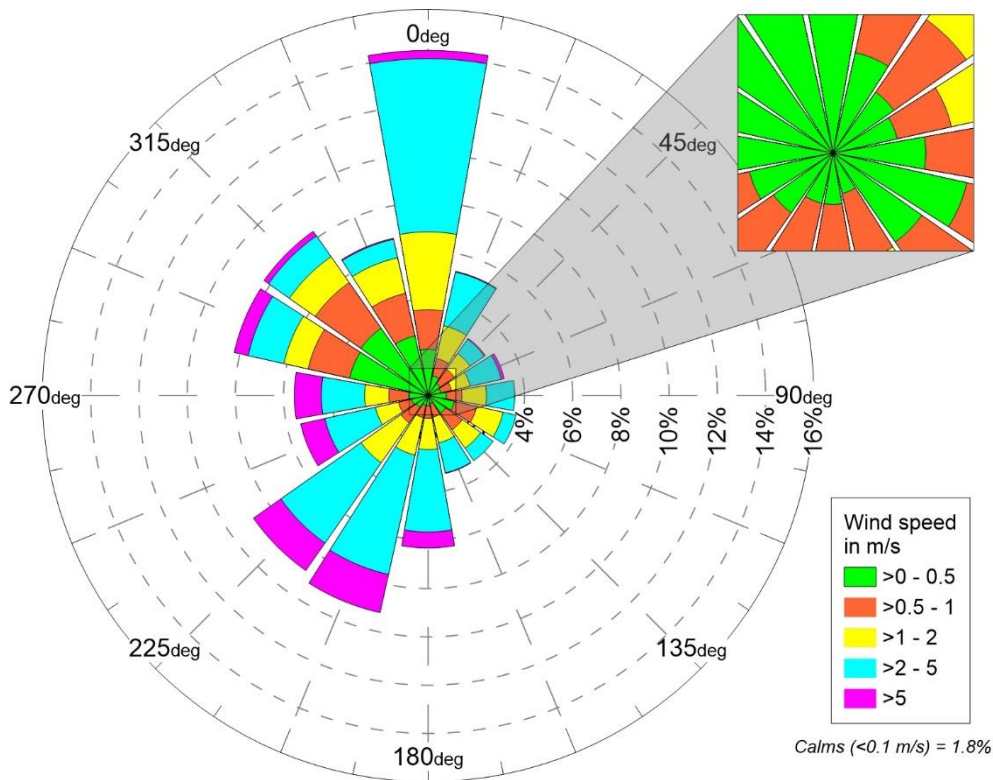 0deg
315deg
45deg
270deg
90deg
4%
6%
8%
10%
12%
14%
16%
225deg
135deg
180deg
Wind speed
in m/s
>0 - 0.5
>0.5 - 1
>1 - 2
>2 - 5
>5
Calms (<0.1 m/s) = 1.8%